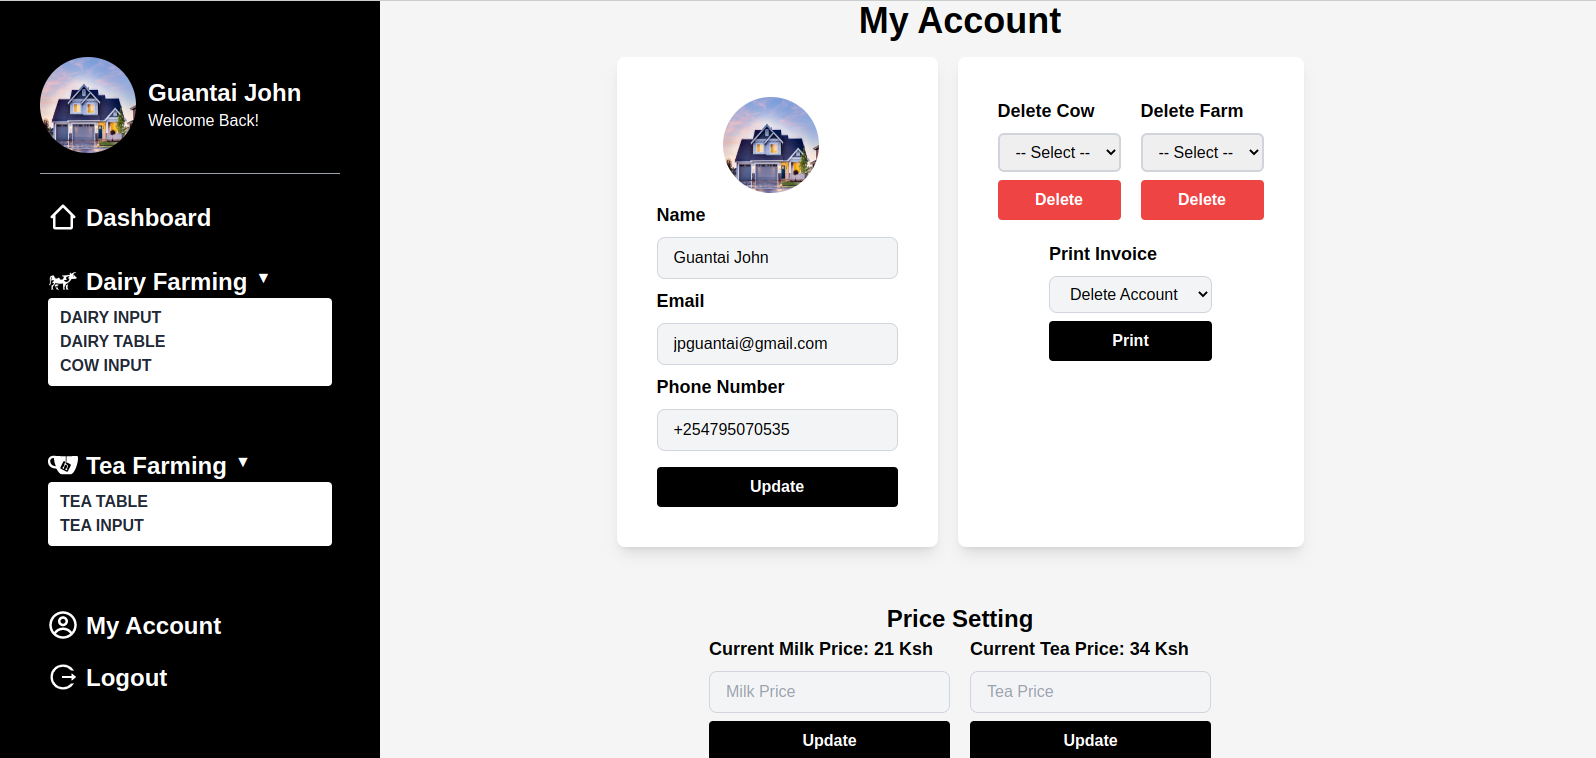 Guantai John
Welcome Back!
Dashboard
Dairy Farming ▼
DAIRY INPUT
DAIRY TABLE
COW INPUT
Tea Farming ▼
TEA TABLE
TEA INPUT
My Account
Logout
My Account
Name
Guantai John
Email
jpguantai@gmail.com
Phone Number
+254795070535
Update
Delete Cow
-- Select --
Delete
Delete Farm
-- Select --
Delete
Print Invoice
Delete Account
Print
Price Setting
Current Milk Price: 21 Ksh
Milk Price
Update
Current Tea Price: 34 Ksh
Tea Price
Update